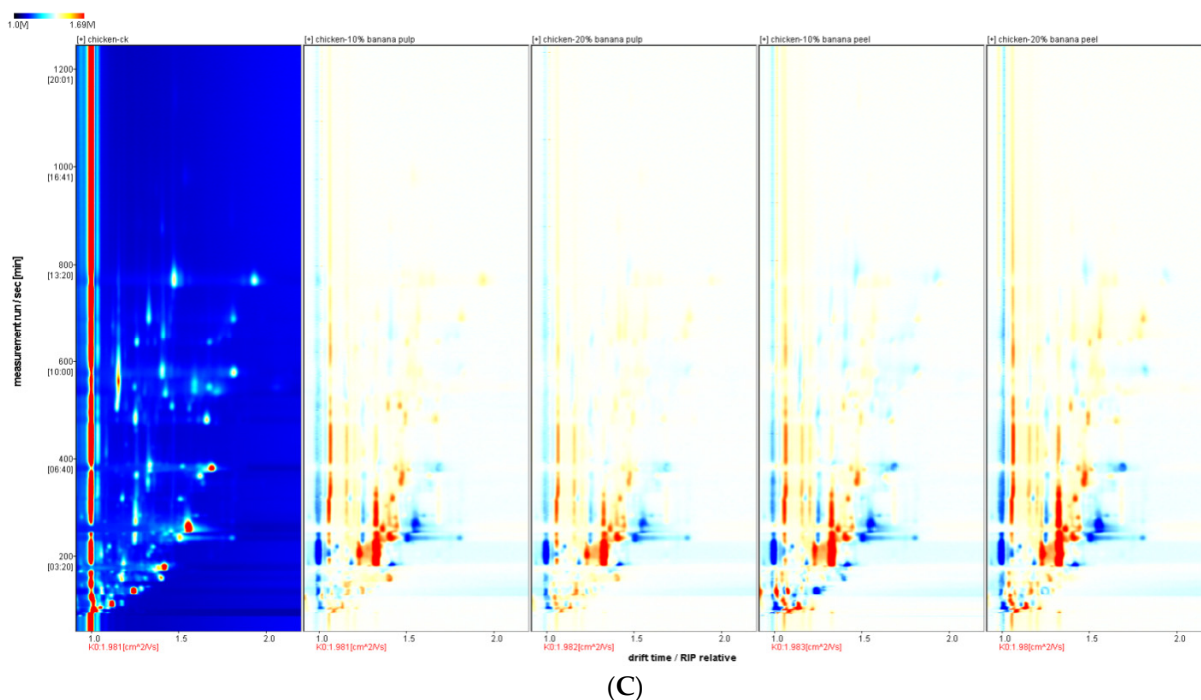 1.0[V] 1.69[V]
[+] chicken-ck [+] chicken-10% banana pulp [+] chicken-20% banana pulp [+] chicken-10% banana peel [+] chicken-20% banana peel
1200
[20:01]
1000
[16:41]
800
[13:20]
600
[10:00]
400
[06:40]
200
[03:20]
measurement run / sec [min]
1.0 1.5 2.0 1.0 1.5 2.0 1.0 1.5 2.0 1.0 1.5 2.0 1.0 1.5 2.0
K0:1.981[cm^2/Vs] K0:1.981[cm^2/Vs] K0:1.982[cm^2/Vs] K0:1.983[cm^2/Vs] K0:1.98[cm^2/Vs]
drift time / RIP relative
(C)